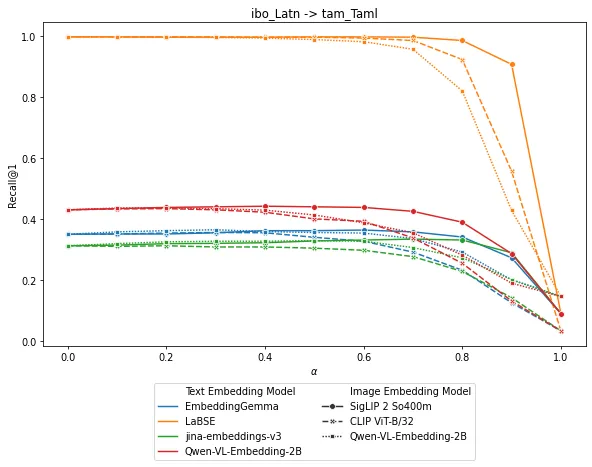 ibo_Latn -> tam_Taml
Recall@1
1.0
0.8
0.6
0.4
0.2
0.0
0.0 0.2 0.4 0.6 0.8 1.0
α
Text Embedding Model
EmbeddingGemma
LaBSE
jina-embeddings-v3
Qwen-VL-Embedding-2B
Image Embedding Model
SigLIP 2 So400m
CLIP ViT-B/32
Qwen-VL-Embedding-2B